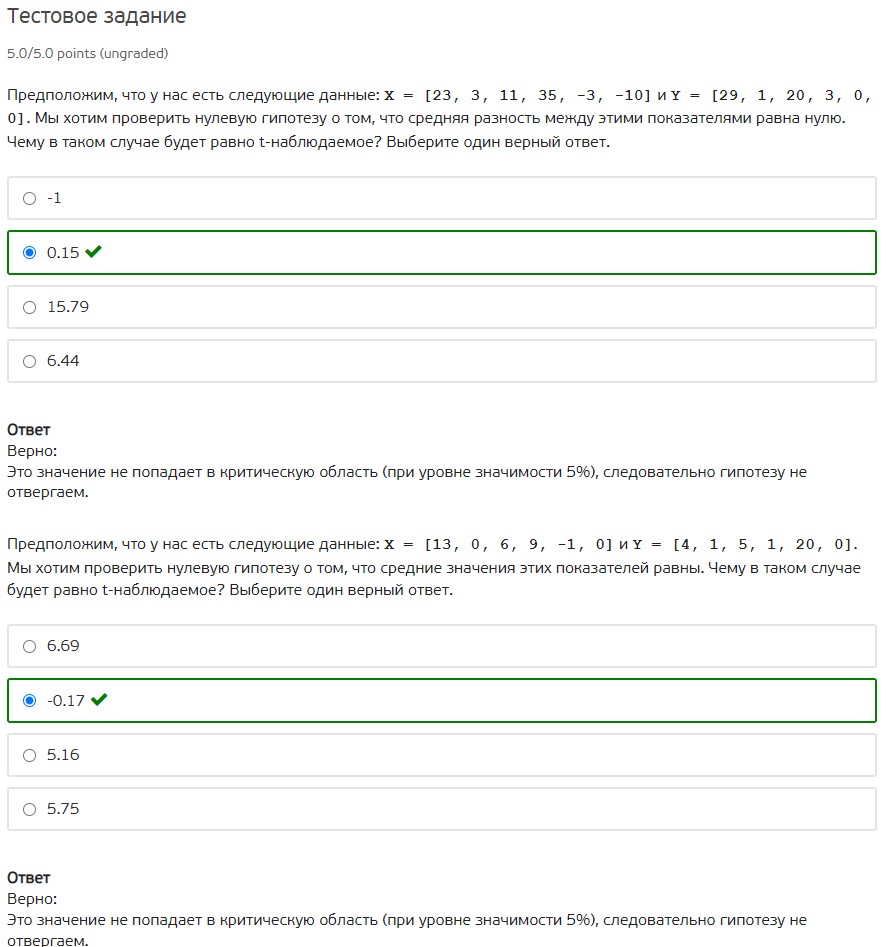 Тестовое задание
5.0/5.0 points (ungraded)
Предположим, что у нас есть следующие данные: X = [23, 3, 11, 35, -3, -10] и Y = [29, 1, 20, 3, 0,
0]. Мы хотим проверить нулевую гипотезу о том, что средняя разность между этими показателями равна нулю.
Чему в таком случае будет равно t-наблюдаемое? Выберите один верный ответ.
-1
0.15
15.79
6.44
Ответ
Верно:
Это значение не попадает в критическую область (при уровне значимости 5%), следовательно гипотезу не
отвергаем.
Предположим, что у нас есть следующие данные: X = [13, 0, 6, 9, -1, 0] и Y = [4, 1, 5, 1, 20, 0].
Мы хотим проверить нулевую гипотезу о том, что средние значения этих показателей равны. Чему в таком случае
будет равно t-наблюдаемое? Выберите один верный ответ.
6.69
-0.17
5.16
5.75
Ответ
Верно:
Это значение не попадает в критическую область (при уровне значимости 5%), следовательно гипотезу не
отвергаем.